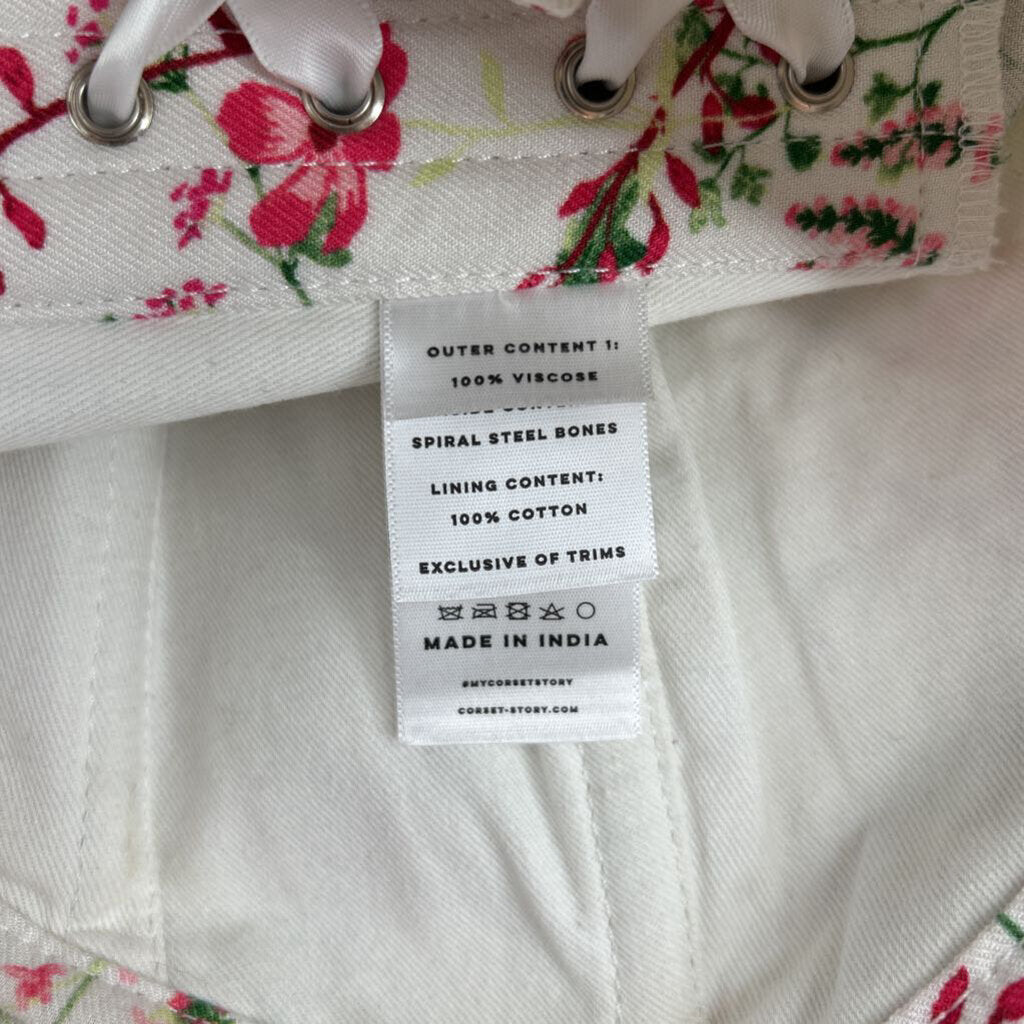 OUTER CONTENT 1:
100% VISCOSE
SPIRAL STEEL BONES
LINING CONTENT:
100% COTTON
EXCLUSIVE OF TRIMS
MADE IN INDIA
#MYCORSETSTORY
CORSET-STORY.COM